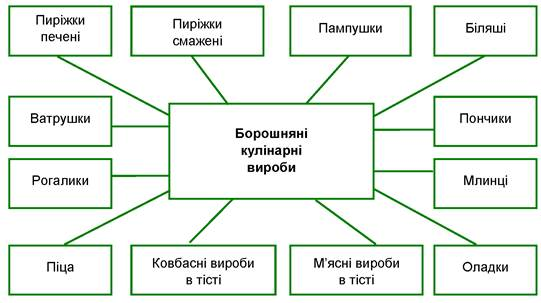 Пиріжки
печені
Пиріжки
смажені
Пампушки
Біляші
Ватрушки
Борошняні
кулінарні
вироби
Пончики
Рогалики
Млинці
Піца
Ковбасні вироби
в тісті
М'ясні вироби
в тісті
Оладки